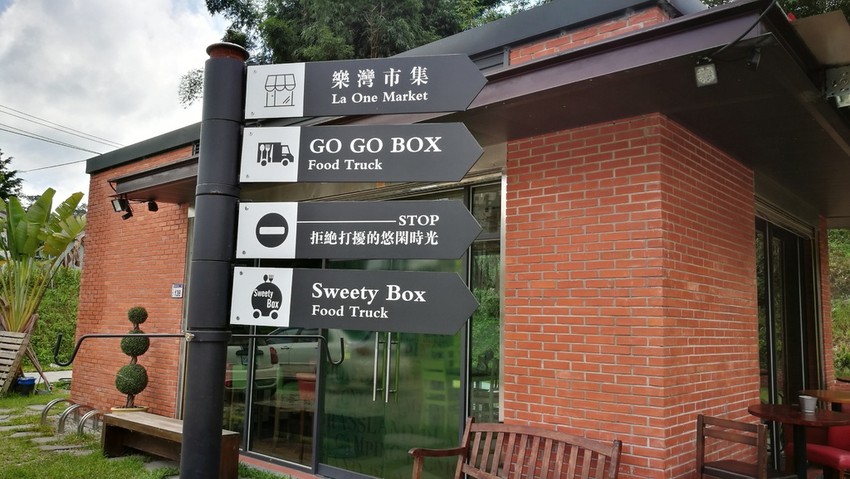 樂灣市集
La One Market
GO GO BOX
Food Truck
STOP
拒絕打擾的悠閑時光
Sweety
Box
Sweety Box
Food Truck